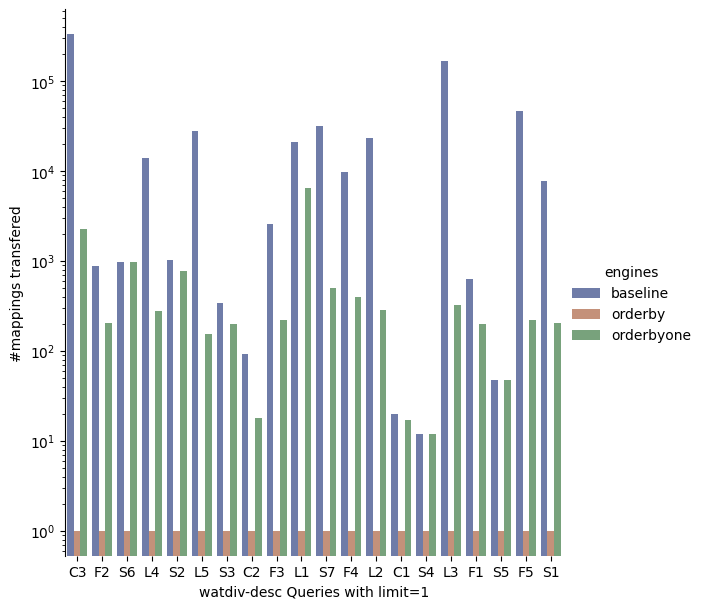 10^5
10^4
10^3
10^2
10^1
10^0
#mappings transfered
C3 F2 S6 L4 S2 L5 S3 C2 F3 L1 S7 F4 L2 C1 S4 L3 F1 S5 F5 S1
watdiv-desc Queries with limit=1
engines
baseline
orderby
orderbyone